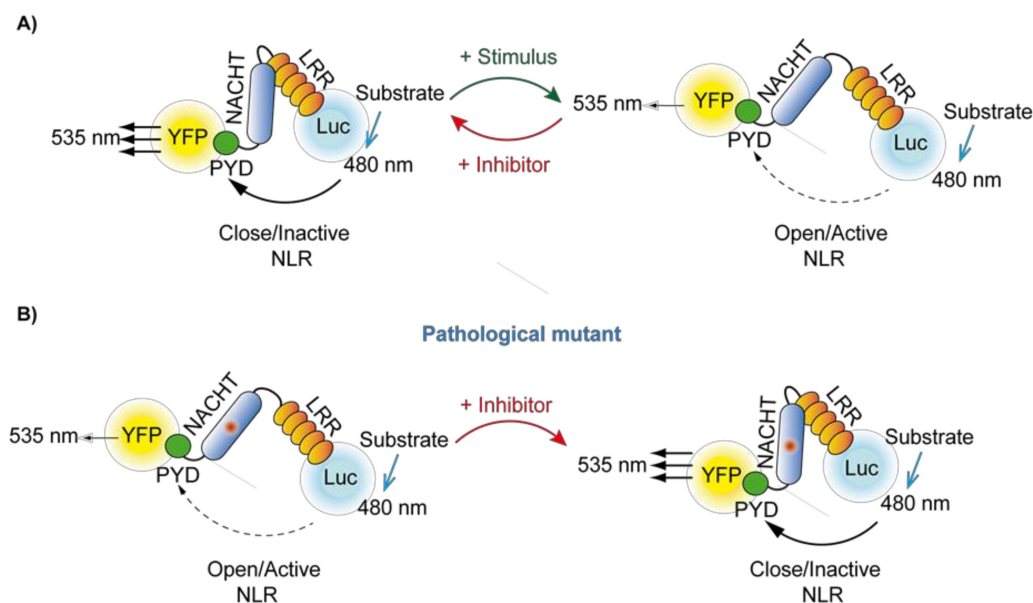 A)
NACHT
LRR
Substrate
535 nm
YFP
Luc
PYD
480 nm
Close/Inactive
NLR
+ Stimulus
+ Inhibitor
NACHT
LRR
535 nm
YFP
Substrate
PYD
Luc
480 nm
Open/Active
NLR
B)
Pathological mutant
NACHT
LRR
535 nm
YFP
Substrate
PYD
Luc
480 nm
Open/Active
NLR
+ Inhibitor
NACHT
LRR
Substrate
535 nm
YFP
Luc
PYD
480 nm
Close/Inactive
NLR